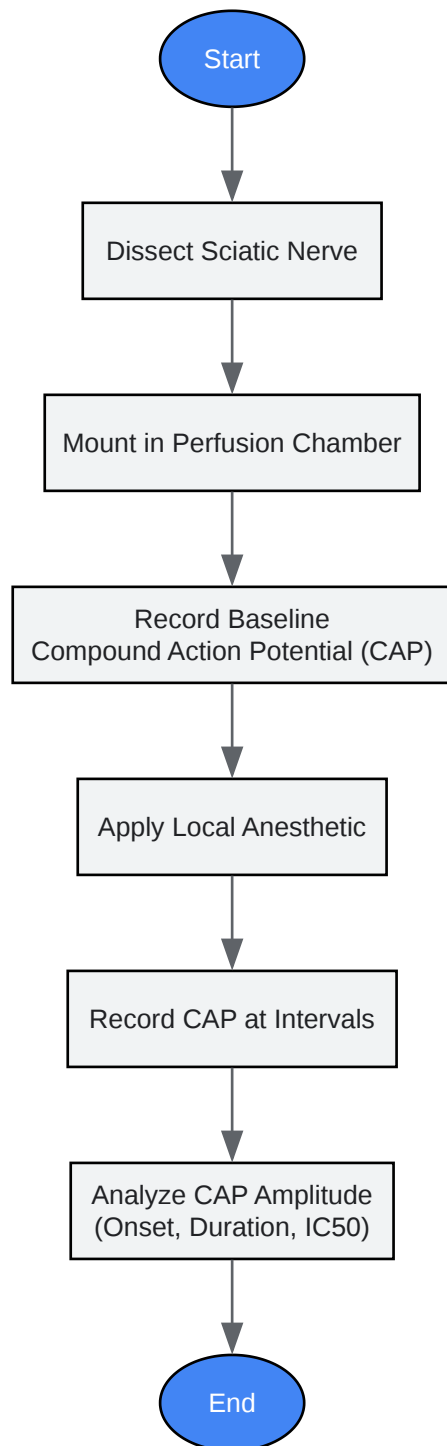 Start
Dissect Sciatic Nerve
Mount in Perfusion Chamber
Record Baseline
Compound Action Potential (CAP)
Apply Local Anesthetic
Record CAP at Intervals
Analyze CAP Amplitude
(Onset, Duration, IC50)
End